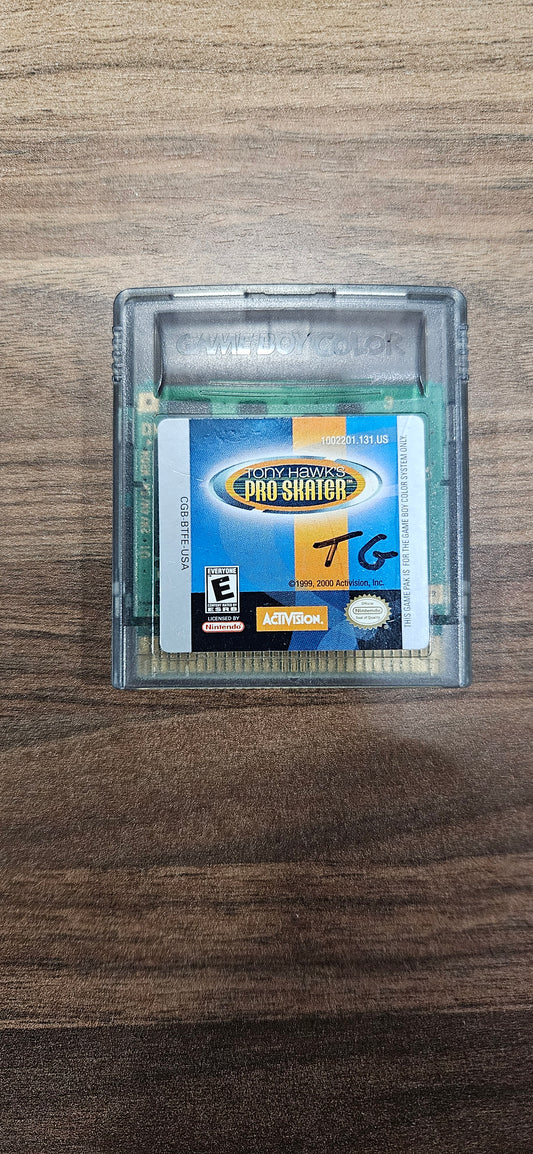 GAME BOY COLOR
1002201.131.US
TONY HAWK'S
PRO SKATER™
TG
CGB-BTFE-USA
THIS GAME PAK IS FOR THE GAME BOY COLOR SYSTEM ONLY.
©1999, 2000 Activision, Inc.
EVERYONE
E
CONTENT RATED BY
ESRB
LICENSED BY
Nintendo
ACTIVISION.
Official
Nintendo
Seal of Quality